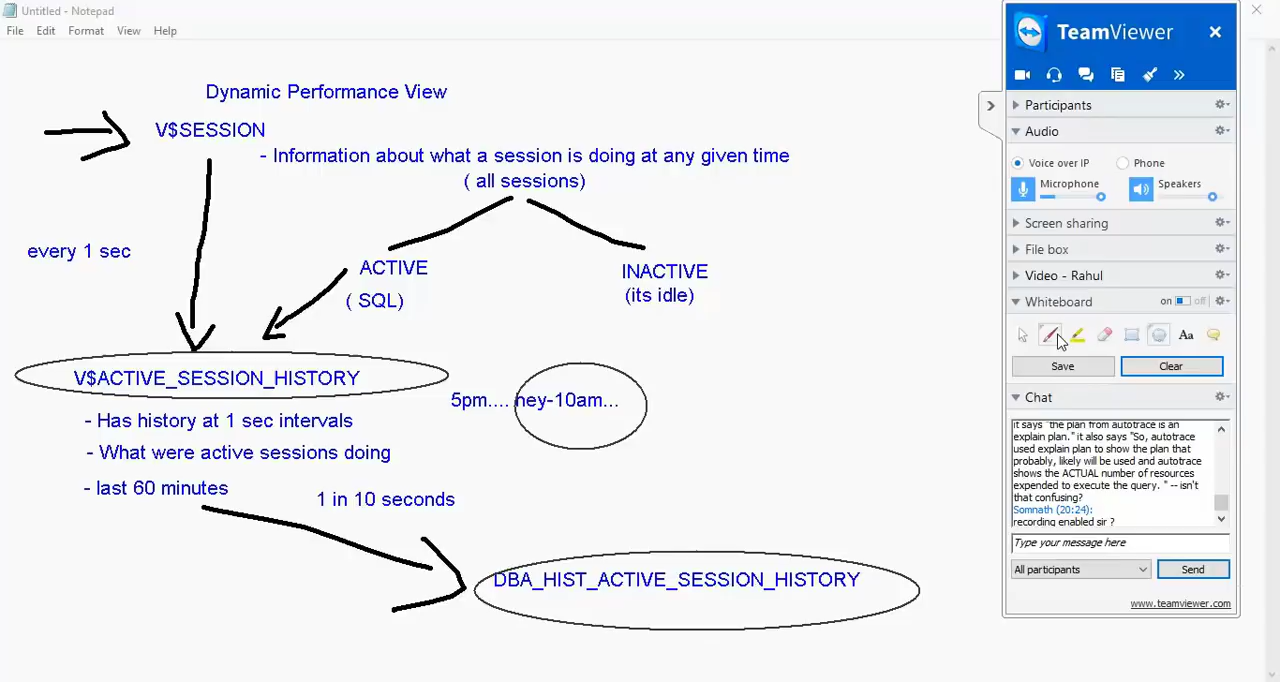 Untitled - Notepad
File Edit Format View Help
Dynamic Performance View
V$SESSION
- Information about what a session is doing at any given time
( all sessions)
every 1 sec
ACTIVE
( SQL)
INACTIVE
(its idle)
V$ACTIVE_SESSION_HISTORY
5pm.... hey-10am...
- Has history at 1 sec intervals
- What were active sessions doing
- last 60 minutes
1 in 10 seconds
DBA_HIST_ACTIVE_SESSION_HISTORY
TeamViewer
Participants
Audio
Voice over IP Phone
Microphone Speakers
Screen sharing
File box
Video - Rahul
Whiteboard on off
Aa
Save Clear
Chat
it says "the plan from autotrace is an
explain plan." it also says "So, autotrace
used explain plan to show the plan that
probably, likely will be used and autotrace
shows the ACTUAL number of resources
expended to execute the query. " -- isn't
that confusing?
Somnath (20:24):
recording enabled sir ?
Type your message here
All participants Send
www.teamviewer.com